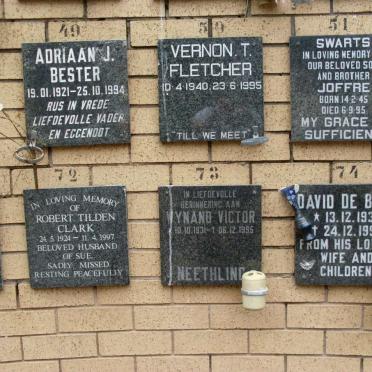 49
50
51
ADRIAAN J.
BESTER
19.01.1921-25.10.1994
RUS IN VREDE
LIEFDEVOLLE VADER
EN EGGENOOT
VERNON T.
FLETCHER
10-4-1940, 23-6-1995
"TILL WE MEET
SWARTS
IN LOVING MEMORY
OUR BELOVED SO
AND BROTHER
JOFFRE
BORN 14-2-45
DIED 6-9-95
MY GRACE
SUFFICIEN
72
73
74
IN LOVING MEMORY
OF
ROBERT TILDEN
CLARK
24.5.1924 - 11.4.1997
BELOVED HUSBAND
OF SUE.
SADLY MISSED
RESTING PEACEFULLY
IN LIEFDEVOLLE
HERINNERING AAN
WYNAND VICTOR
10.10.1931 - 08.12.1995
NEETHLING
DAVID DE B
* 13.12.193
† 24.12.199
FROM HIS LO
WIFE AND
CHILDREN